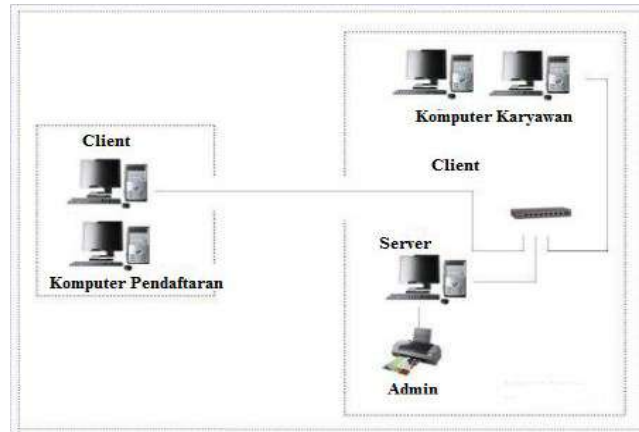 Komputer Karyawan
Client
Client
Komputer Pendaftaran
Server
Admin